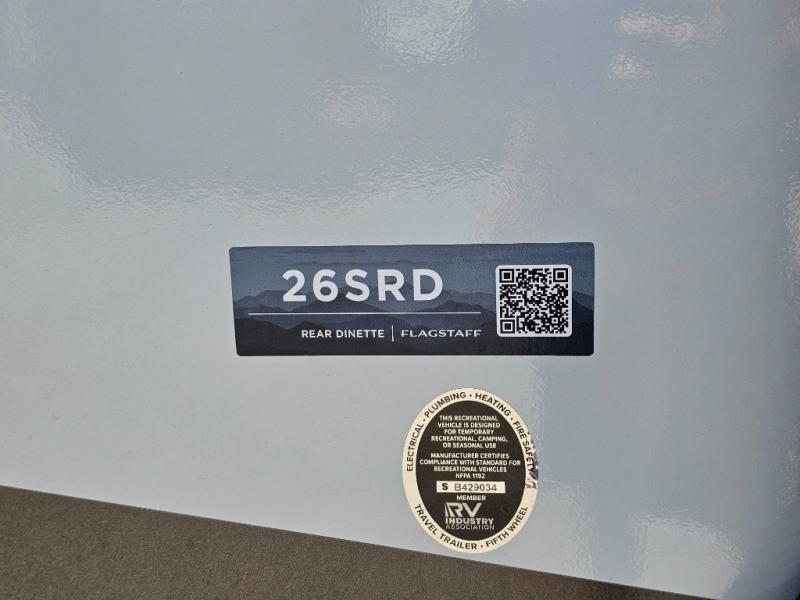 26SRD
REAR DINETTE | FLAGSTAFF
ELECTRICAL · PLUMBING · HEATING · FIRE SAFETY
THIS RECREATIONAL
VEHICLE IS DESIGNED
FOR TEMPORARY
RECREATIONAL, CAMPING,
OR SEASONAL USE
MANUFACTURER CERTIFIES
COMPLIANCE WITH STANDARD FOR
RECREATIONAL VEHICLES
NFPA 1192
S B429034
MEMBER
RV
INDUSTRY
ASSOCIATION
TRAVEL TRAILER · FIFTH WHEEL